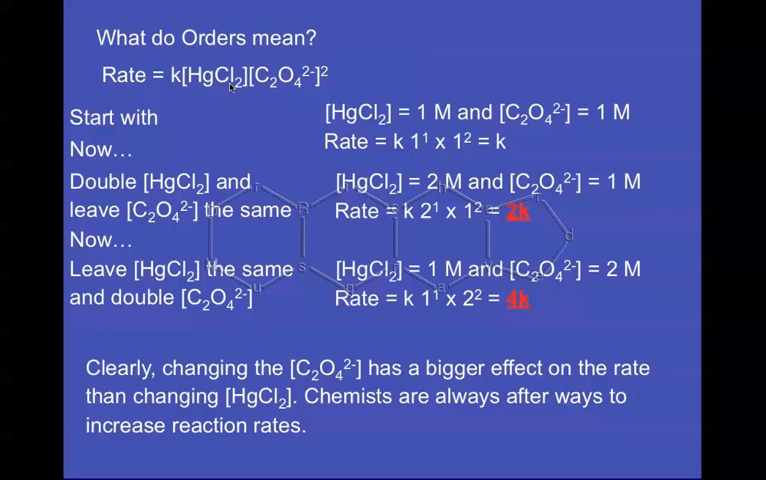 What do Orders mean?
Rate = k[HgCl₂][C₂O₄²⁻]²
Start with
[HgCl₂] = 1 M and [C₂O₄²⁻] = 1 M
Now…
Rate = k 1¹ x 1² = k
Double [HgCl₂] and
[HgCl₂] = 2 M and [C₂O₄²⁻] = 1 M
leave [C₂O₄²⁻] the same
Rate = k 2¹ x 1² = 2k
Now…
Leave [HgCl₂] the same
[HgCl₂] = 1 M and [C₂O₄²⁻] = 2 M
and double [C₂O₄²⁻]
Rate = k 1¹ x 2² = 4k
Clearly, changing the [C₂O₄²⁻] has a bigger effect on the rate
than changing [HgCl₂]. Chemists are always after ways to
increase reaction rates.